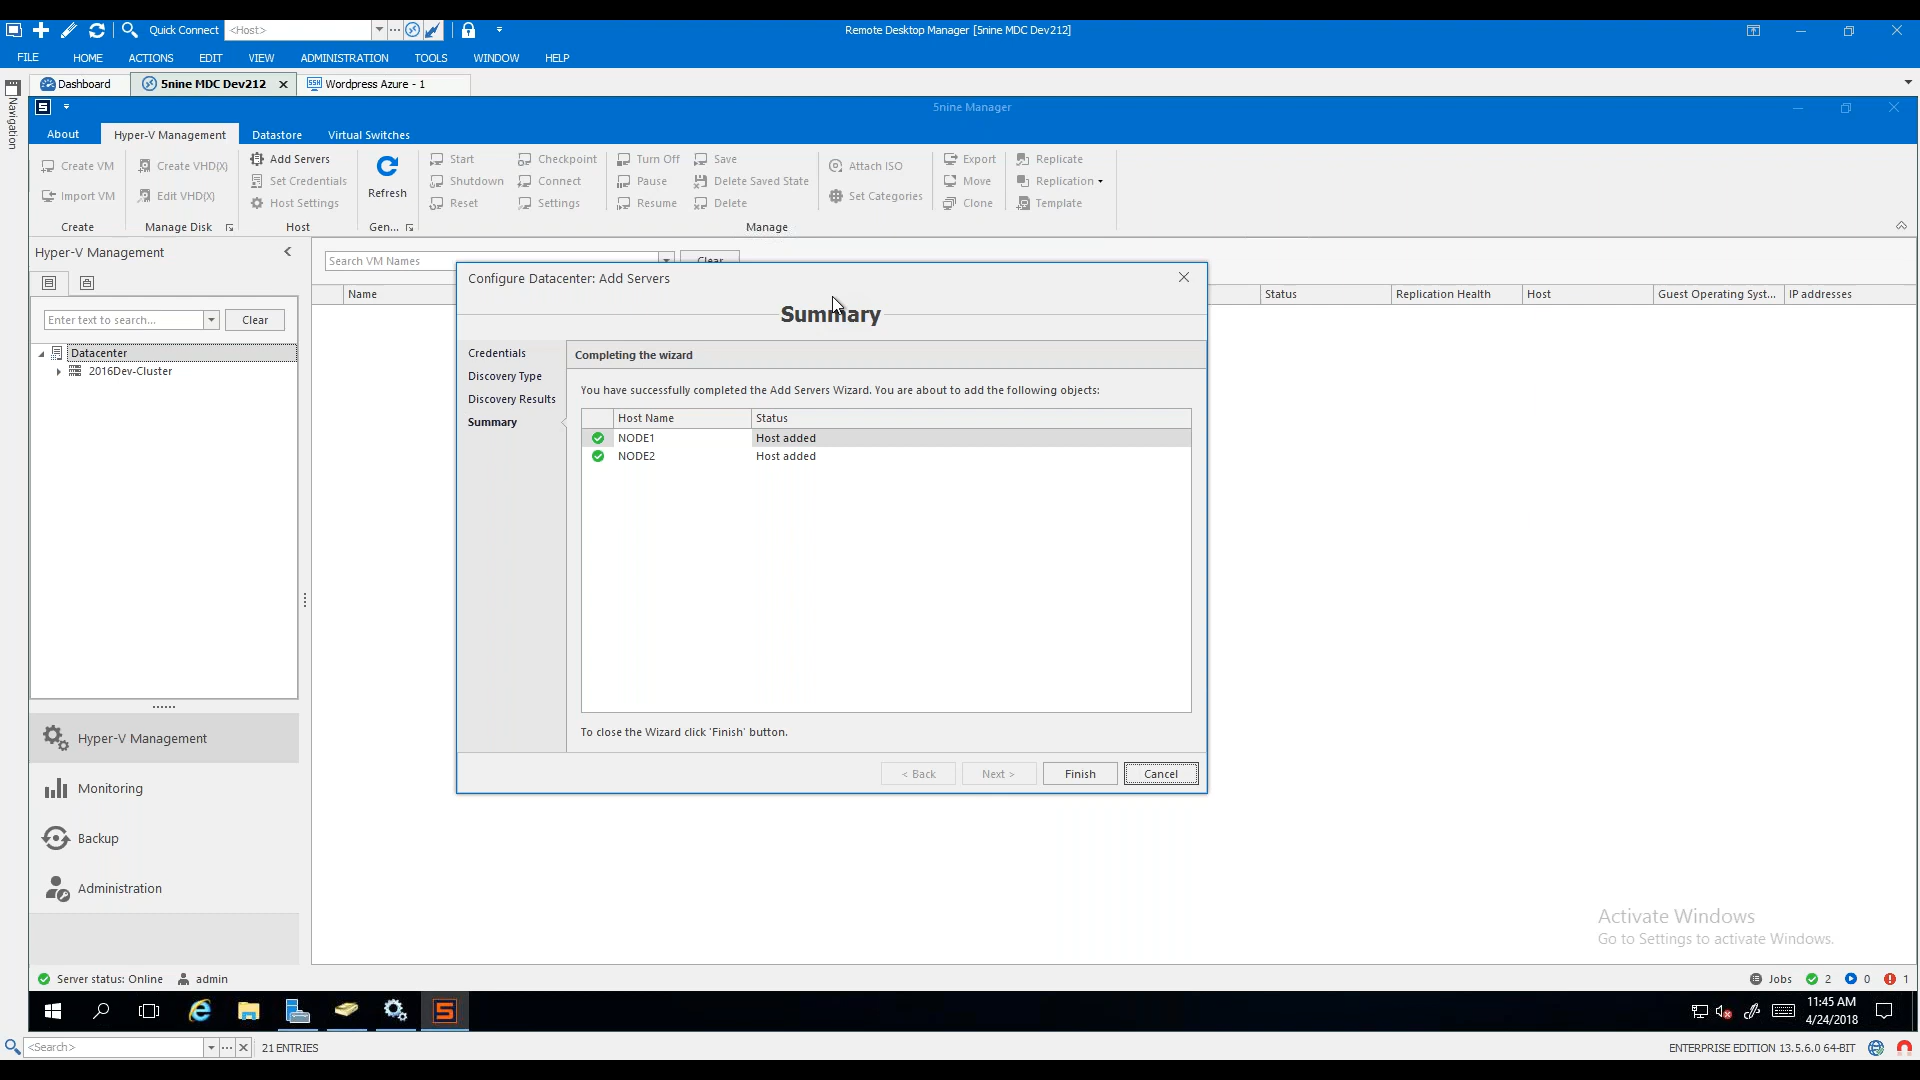 Quick Connect <Host> Remote Desktop Manager [5nine MDC Dev212]
FILE HOME ACTIONS EDIT VIEW ADMINISTRATION TOOLS WINDOW HELP
Navigation
Dashboard 5nine MDC Dev212 Wordpress Azure - 1
5nine Manager
About Hyper-V Management Datastore Virtual Switches
Create VM Create VHD(X) Add Servers Refresh Start Checkpoint Turn Off Save Attach ISO Export Replicate
Set Credentials Shutdown Connect Pause Delete Saved State Move Replication
Import VM Edit VHD(X) Host Settings Reset Settings Resume Delete Set Categories Clone Template
Create Manage Disk Host Gen... Manage
Hyper-V Management
Search VM Names Clear
Enter text to search... Clear
Datacenter
2016Dev-Cluster
Name Status Replication Health Host Guest Operating Syst... IP addresses
Configure Datacenter: Add Servers
Summary
Credentials
Discovery Type
Discovery Results
Summary
Completing the wizard
You have successfully completed the Add Servers Wizard. You are about to add the following objects:
Host Name Status
NODE1 Host added
NODE2 Host added
To close the Wizard click 'Finish' button.
< Back Next > Finish Cancel
Hyper-V Management
Monitoring
Backup
Administration
Activate Windows
Go to Settings to activate Windows.
Server status: Online admin Jobs 2 0 1
11:45 AM
4/24/2018
<Search> 21 ENTRIES ENTERPRISE EDITION 13.5.6.0 64-BIT